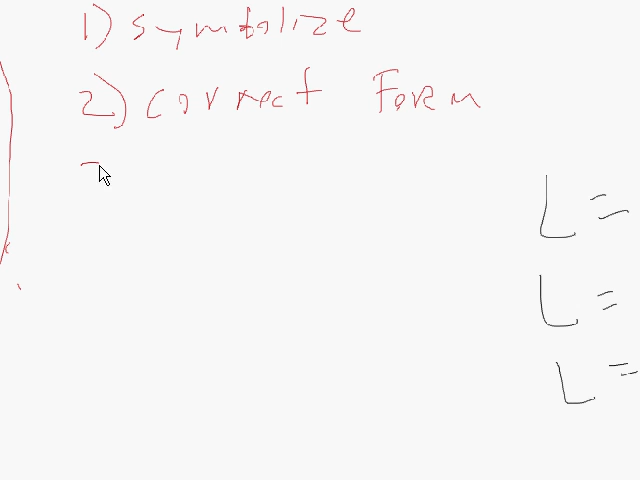 1) symbolize
2) correct Form
L =
L =
L =